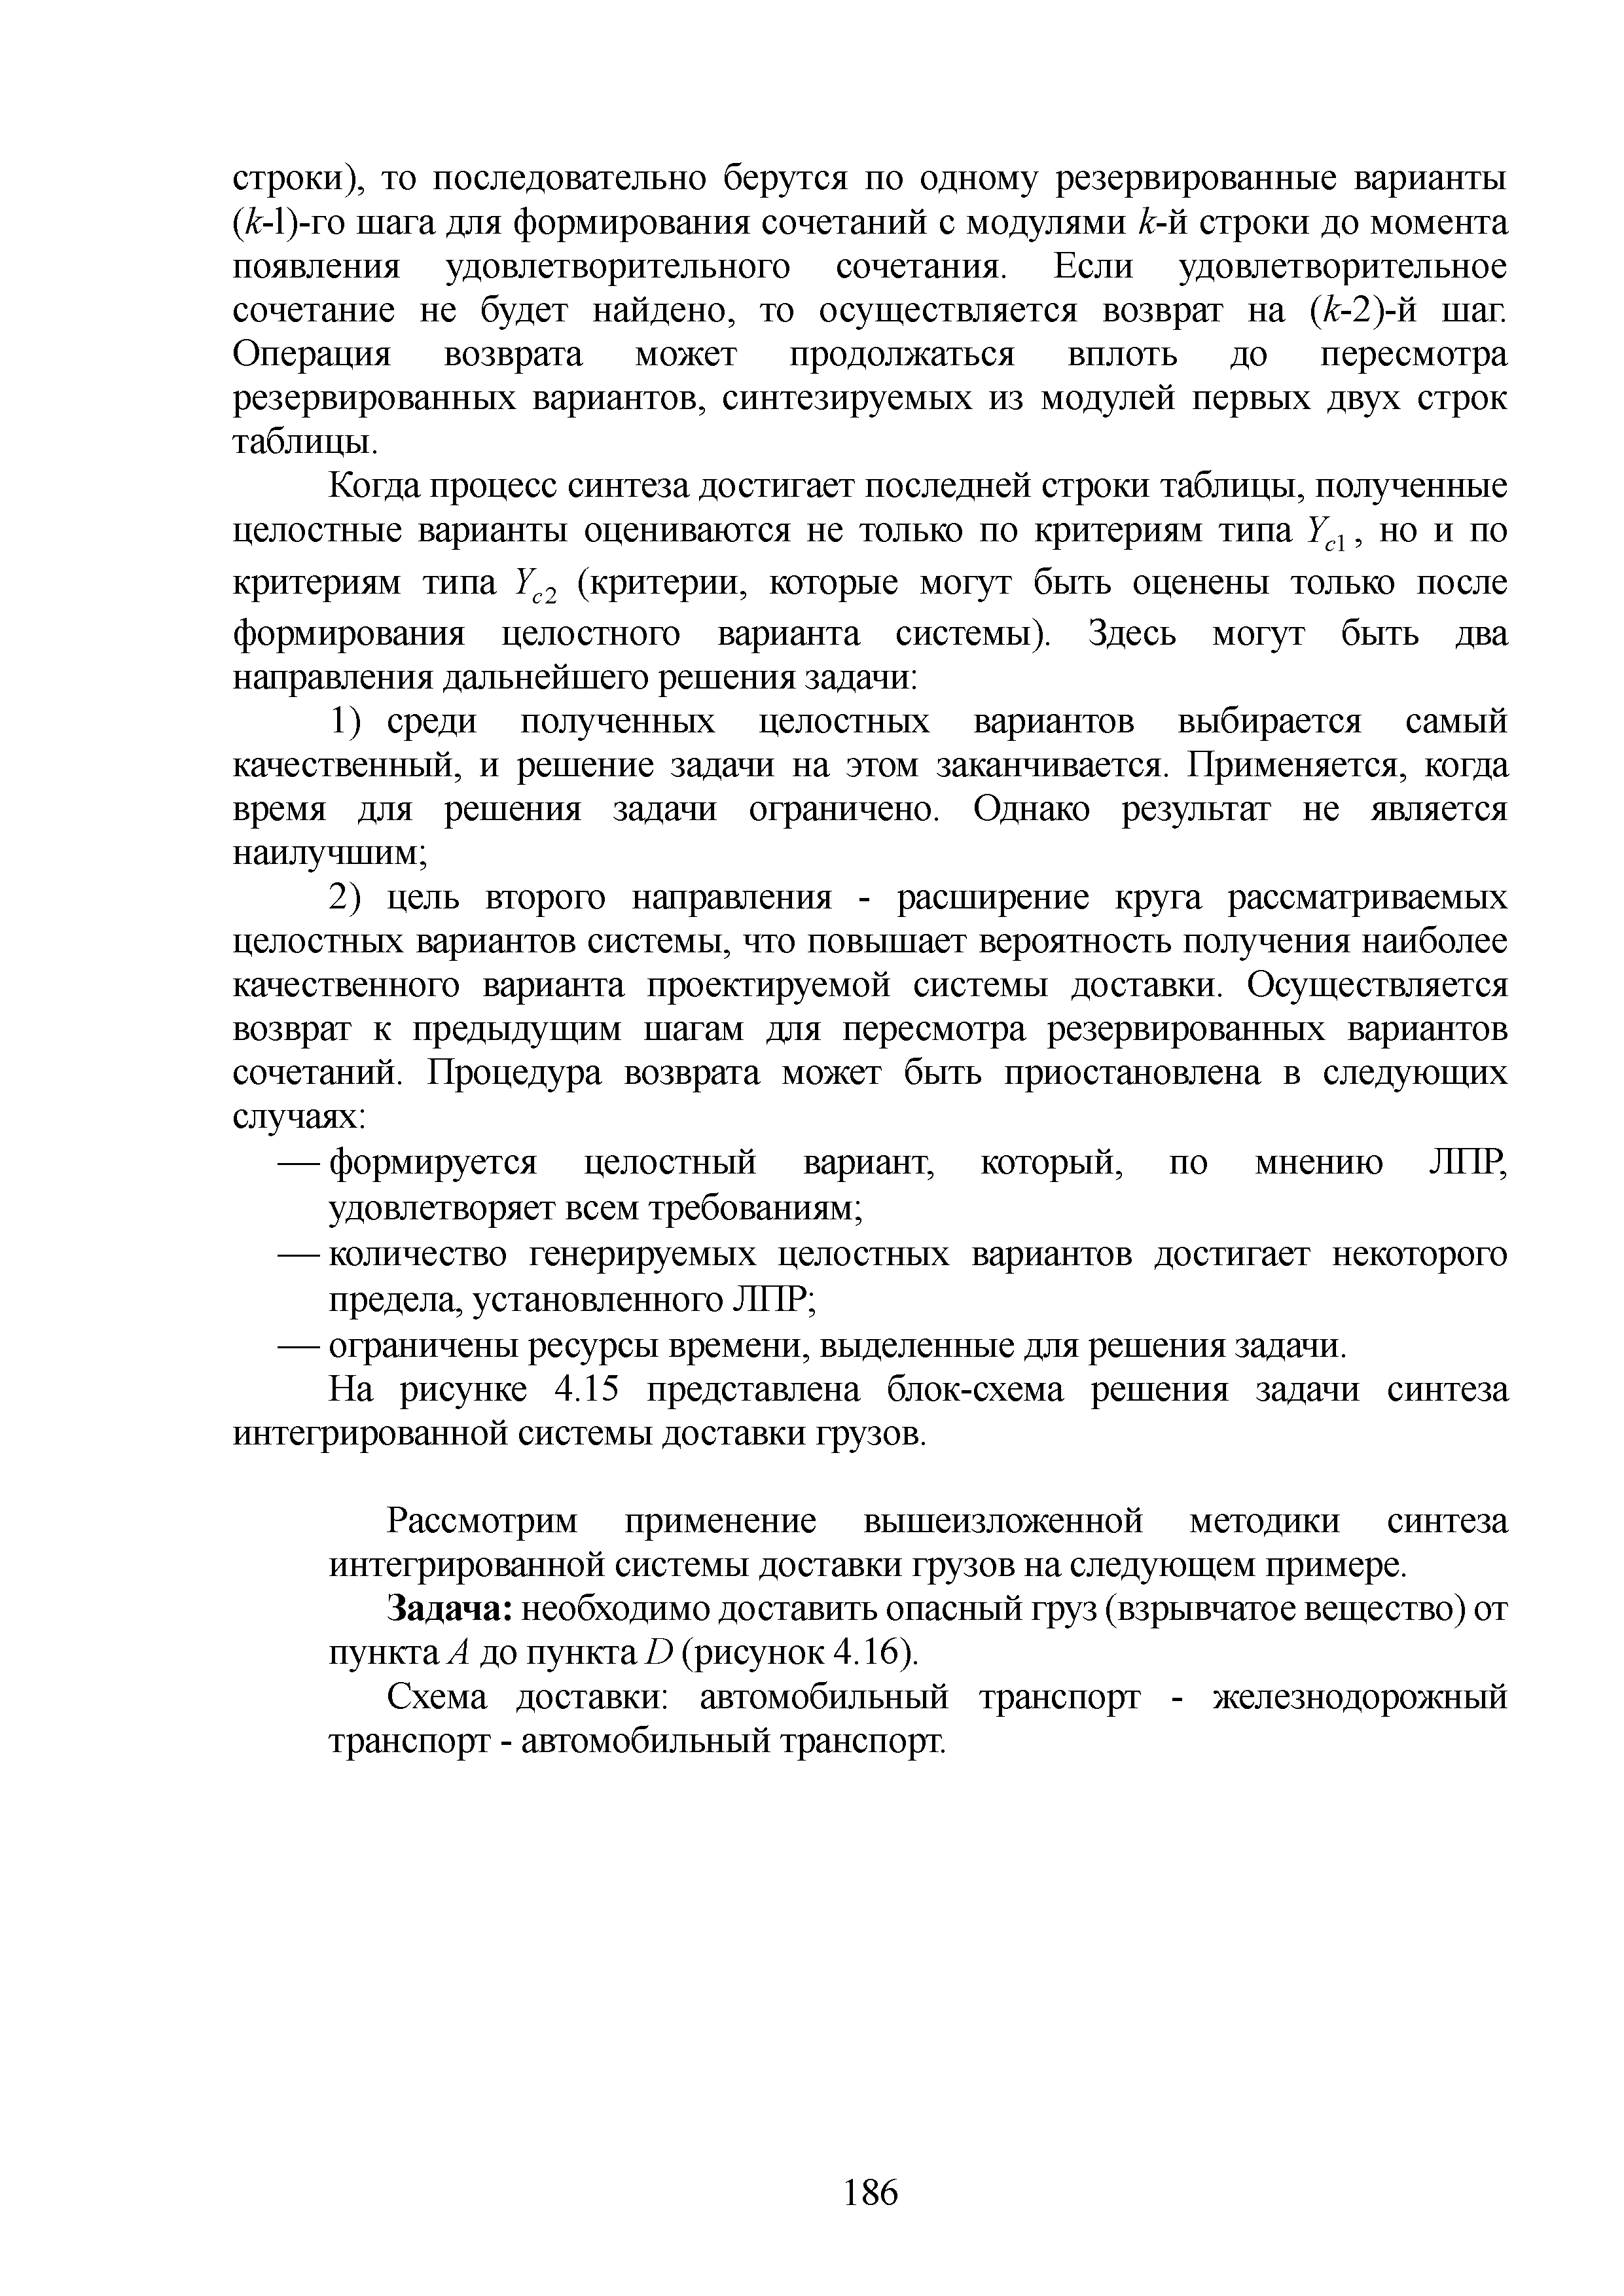 строки), то последовательно берутся по одному резервированные варианты
(k-1)-го шага для формирования сочетаний с модулями k-й строки до момента
появления удовлетворительного сочетания. Если удовлетворительное
сочетание не будет найдено, то осуществляется возврат на (k-2)-й шаг.
Операция возврата может продолжаться вплоть до пересмотра
резервированных вариантов, синтезируемых из модулей первых двух строк
таблицы.
Когда процесс синтеза достигает последней строки таблицы, полученные
целостные варианты оцениваются не только по критериям типа Yc1, но и по
критериям типа Yc2 (критерии, которые могут быть оценены только после
формирования целостного варианта системы). Здесь могут быть два
направления дальнейшего решения задачи:
1) среди полученных целостных вариантов выбирается самый
качественный, и решение задачи на этом заканчивается. Применяется, когда
время для решения задачи ограничено. Однако результат не является
наилучшим;
2) цель второго направления - расширение круга рассматриваемых
целостных вариантов системы, что повышает вероятность получения наиболее
качественного варианта проектируемой системы доставки. Осуществляется
возврат к предыдущим шагам для пересмотра резервированных вариантов
сочетаний. Процедура возврата может быть приостановлена в следующих
случаях:
— формируется целостный вариант, который, по мнению ЛПР,
удовлетворяет всем требованиям;
— количество генерируемых целостных вариантов достигает некоторого
предела, установленного ЛПР;
— ограничены ресурсы времени, выделенные для решения задачи.
На рисунке 4.15 представлена блок-схема решения задачи синтеза
интегрированной системы доставки грузов.
Рассмотрим применение вышеизложенной методики синтеза
интегрированной системы доставки грузов на следующем примере.
Задача: необходимо доставить опасный груз (взрывчатое вещество) от
пункта A до пункта D (рисунок 4.16).
Схема доставки: автомобильный транспорт - железнодорожный
транспорт - автомобильный транспорт.
186